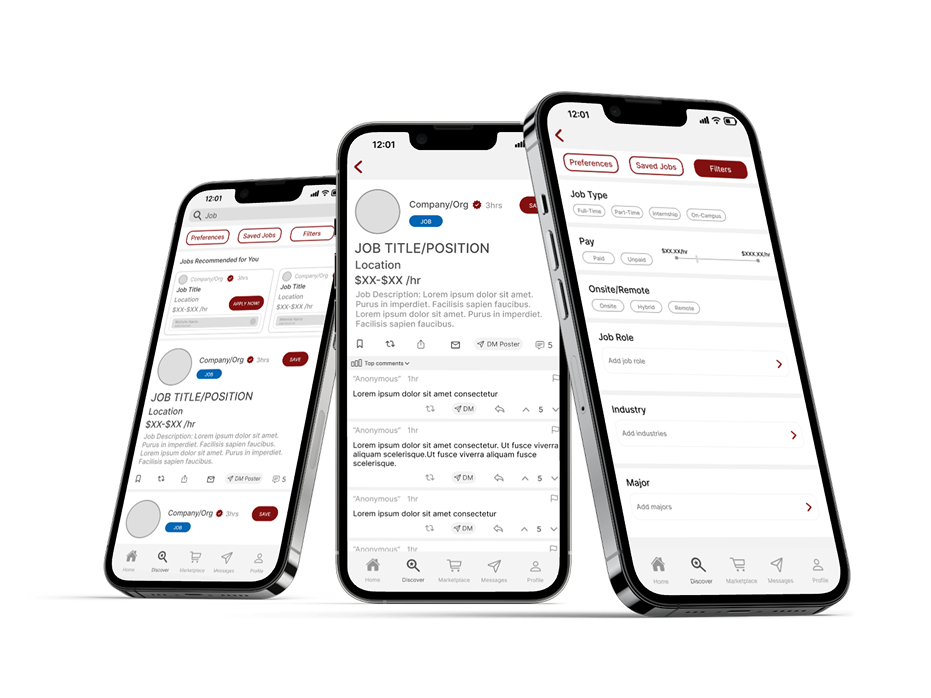 12:01
Job
Preferences
Saved Jobs
Filters
Jobs Recommended for You
Company/Org
3hrs
Job Title
Location
$XX-$XX /hr
APPLY NOW!
Company/Org
Job Title
Location
$XX-$XX /hr
Company/Org
3hrs
SAVE
JOB
JOB TITLE/POSITION
Location
$XX-$XX /hr
Job Description: Lorem ipsum dolor sit amet.
Purus in imperdiet. Facilisis sapien faucibus.
Lorem ipsum dolor sit amet. Purus in imperdiet.
Facilisis sapien faucibus.
DM Poster
5
Company/Org
3hrs
SAVE
JOB
Home
Discover
Marketplace
Messages
Profile
12:01
Company/Org
3hrs
SA
JOB
JOB TITLE/POSITION
Location
$XX-$XX /hr
Job Description: Lorem ipsum dolor sit amet.
Purus in imperdiet. Facilisis sapien faucibus.
Lorem ipsum dolor sit amet. Purus in imperdiet.
Facilisis sapien faucibus.
DM Poster
5
Top comments
"Anonymous" 1hr
Lorem ipsum dolor sit amet consectetur
DM
5
"Anonymous" 1hr
Lorem ipsum dolor sit amet consectetur. Ut fusce viverra
aliquam scelerisque.Ut fusce viverra aliquam fusce
scelerisque.
DM
5
"Anonymous" 1hr
Lorem ipsum dolor sit amet consectetur
DM
5
"Anonymous" 1hr
Home
Discover
Marketplace
Messages
Profile
12:01
Preferences
Saved Jobs
Filters
Job Type
Full-Time
Part-Time
Internship
On-Campus
Pay
Paid
Unpaid
$XX.XX/hr
$XXX.XX/hr
Onsite/Remote
Onsite
Hybrid
Remote
Job Role
Add job role
Industry
Add industries
Major
Add majors
Home
Discover
Marketplace
Messages
Profile